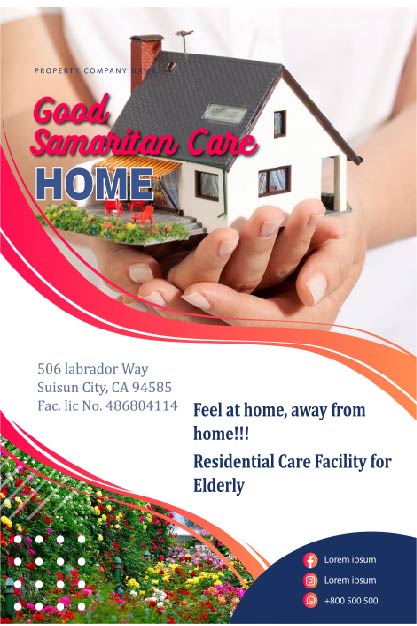 PROPERTY COMPANY NAME
Good
Samaritan Care
HOME
506 labrador Way
Suisun City, CA 94585
Fac. lic No. 486804114
Feel at home, away from
home!!!
Residential Care Facility for
Elderly
Lorem ipsum
Lorem ipsum
+800 500 500